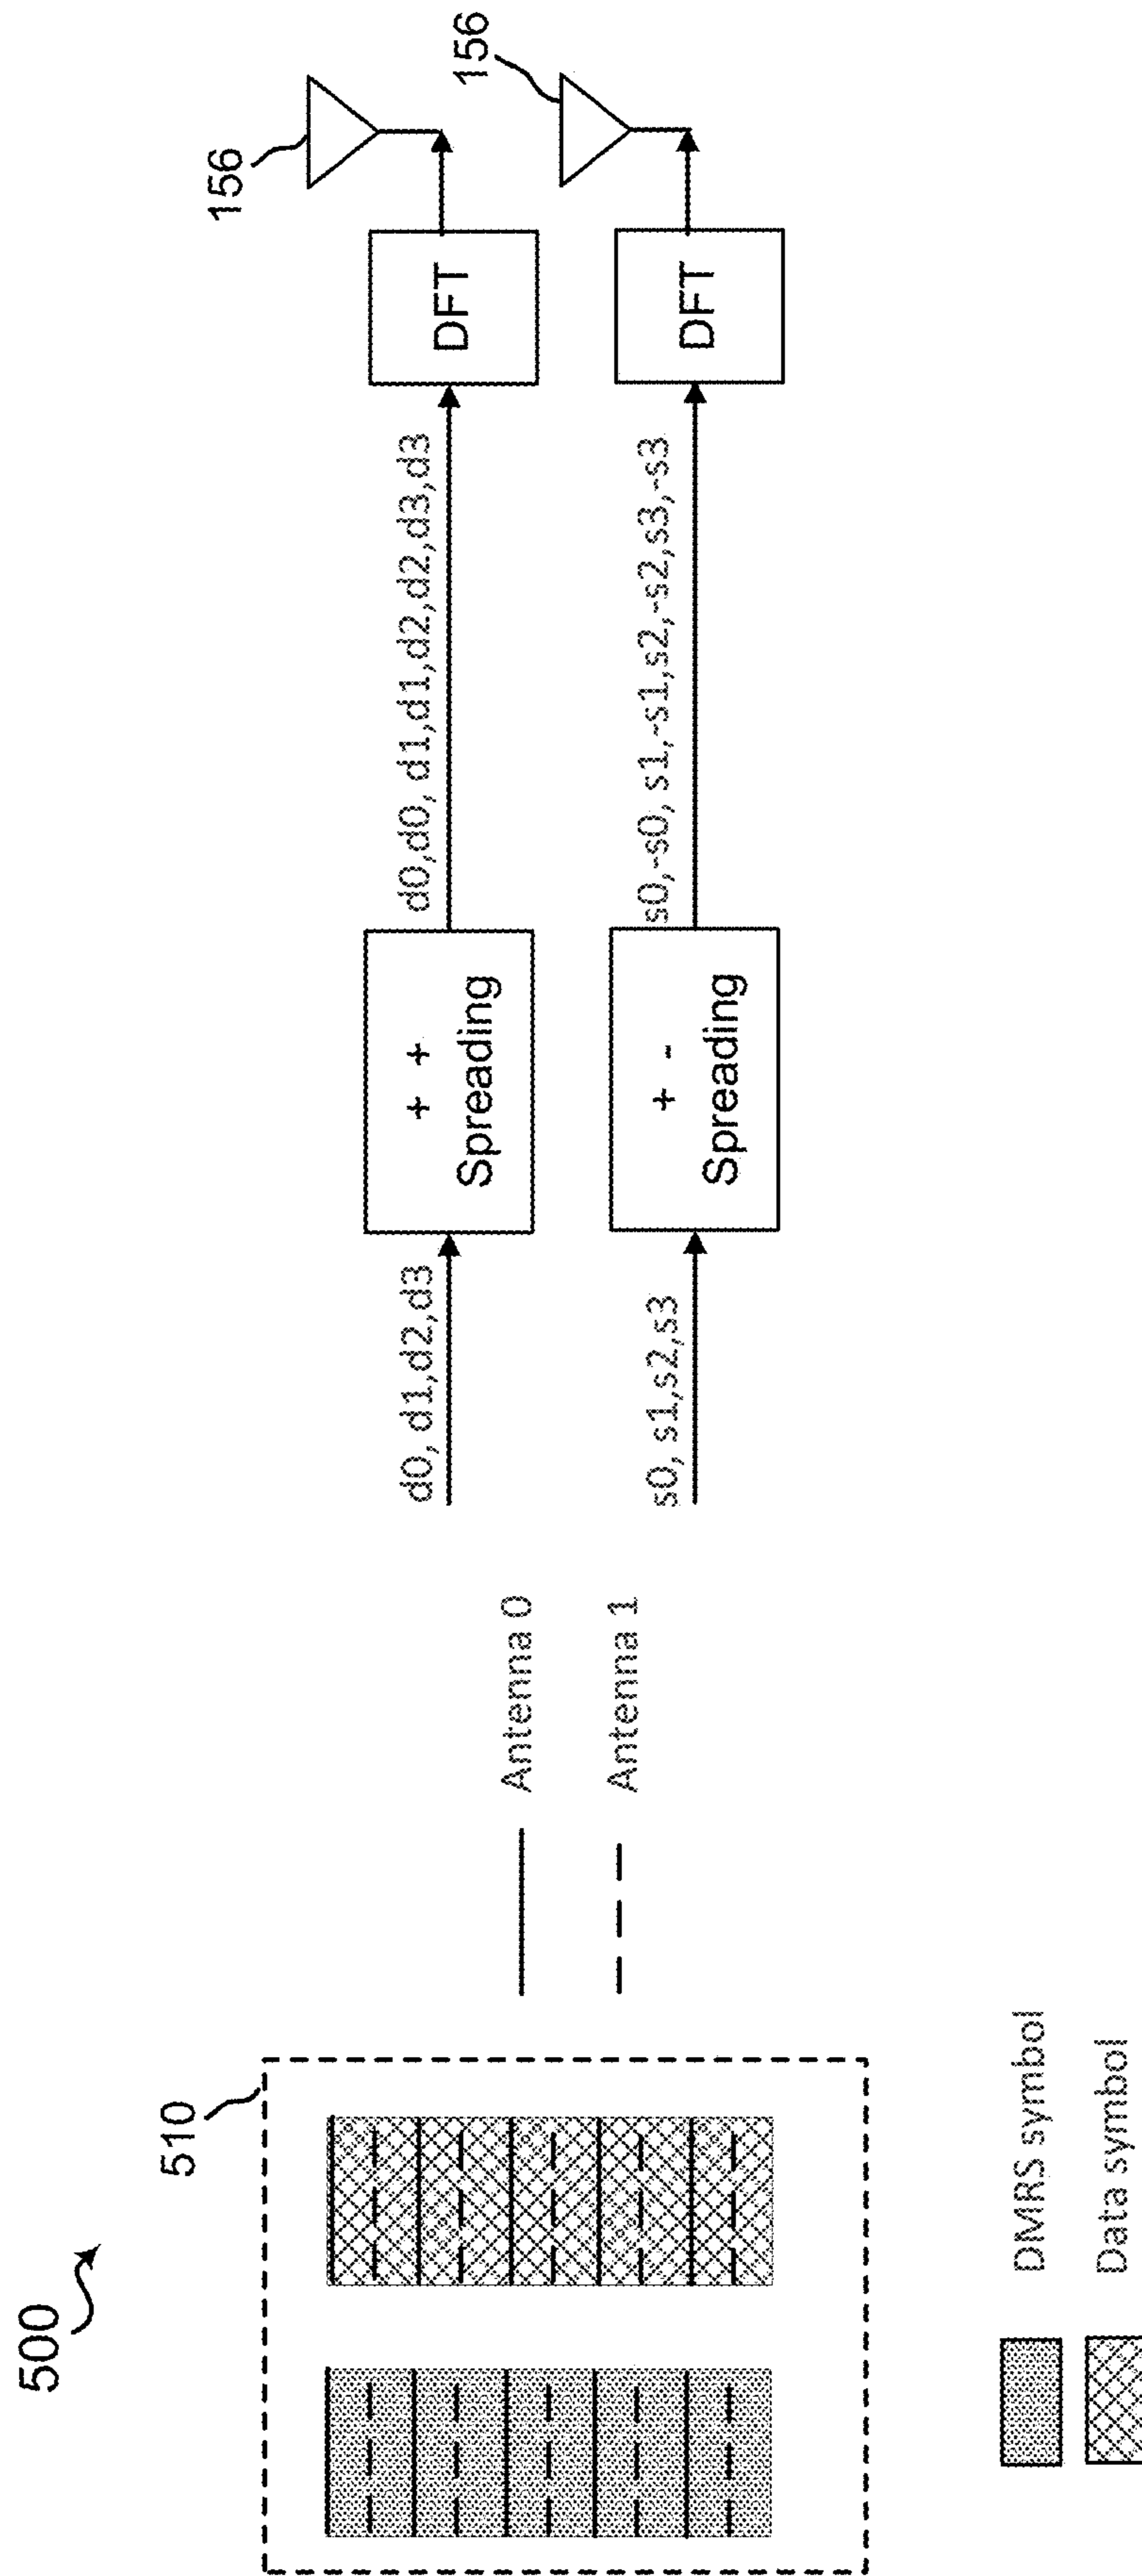 500
510
Antenna 0
Antenna 1
DMRS symbol
Data symbol
d0, d1,d2,d3
+ +
Spreading
d0,d0, d1,d1,d2,d2,d3,d3
DFT
156
s0, s1,s2,s3
+ -
Spreading
s0,-s0, s1,-s1,s2,-s2,s3,-s3
DFT
156